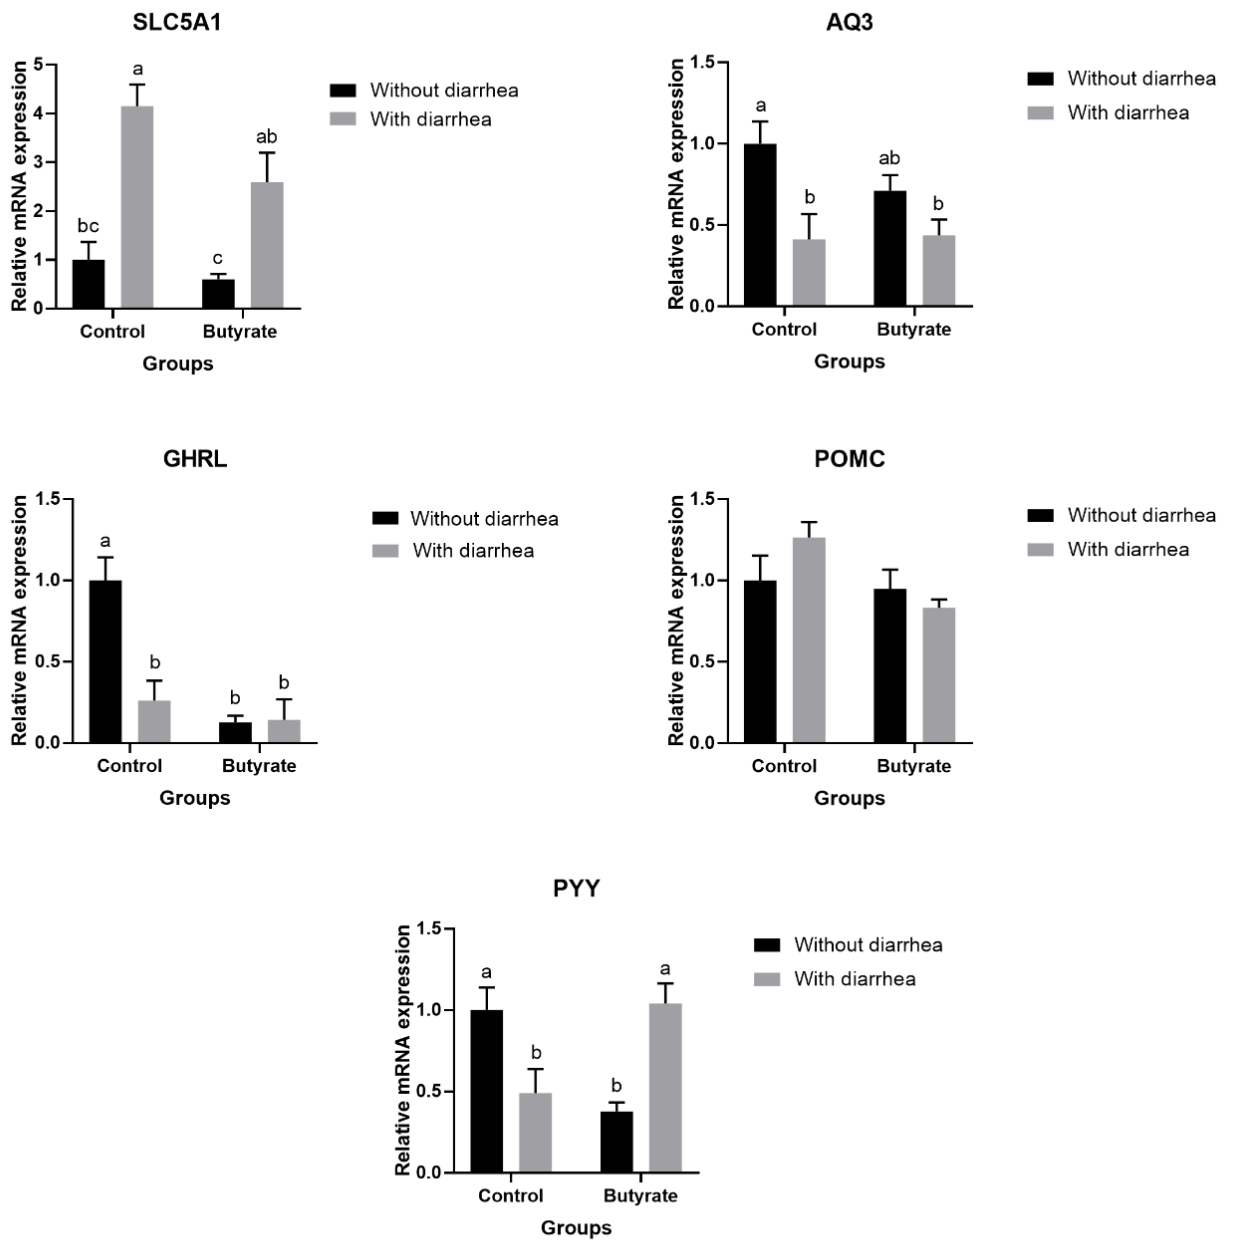 SLC5A1
Relative mRNA expression
5
4
3
2
1
0
bc
a
c
ab
Control
Butyrate
Groups
Without diarrhea
With diarrhea
AQ3
Relative mRNA expression
1.5
1.0
0.5
0.0
a
b
ab
b
Control
Butyrate
Groups
Without diarrhea
With diarrhea
GHRL
Relative mRNA expression
1.5
1.0
0.5
0.0
a
b
b
b
Control
Butyrate
Groups
Without diarrhea
With diarrhea
POMC
Relative mRNA expression
1.5
1.0
0.5
0.0
Control
Butyrate
Groups
Without diarrhea
With diarrhea
PYY
Relative mRNA expression
1.5
1.0
0.5
0.0
a
b
b
a
Control
Butyrate
Groups
Without diarrhea
With diarrhea